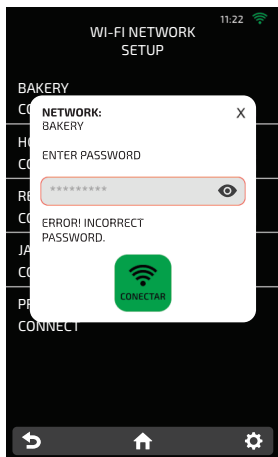 11:22
WI-FI NETWORK
SETUP
BAKERY
NETWORK:
X
BAKERY
ENTER PASSWORD
*********
ERROR! INCORRECT
PASSWORD.
CONECTAR
CONNECT